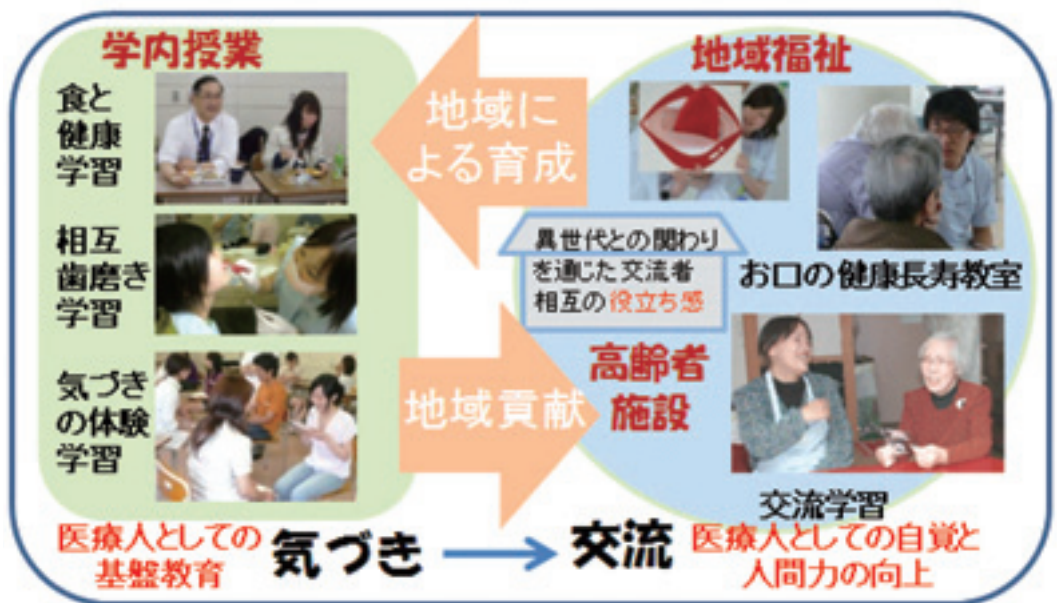 学内授業
食と
健康
学習
相互
歯磨き
学習
気づき
の体験
学習
医療人としての
基盤教育
地域に
よる育成
地域貢献
気づき
交流
地域福祉
お口の健康長寿教室
異世代との関わり
を通じた交流者
相互の役立ち感
高齢者
施設
交流学習
医療人としての自覚と
人間力の向上